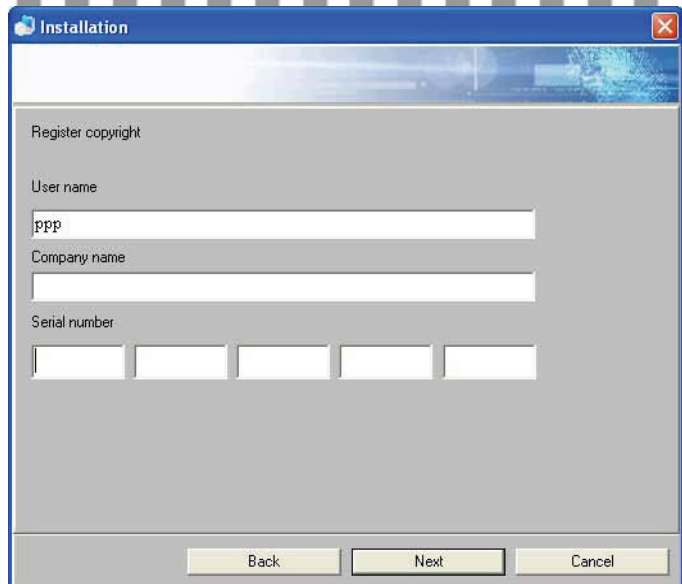 Installation
Register copyright
User name
ppp
Company name
Serial number
Back Next Cancel